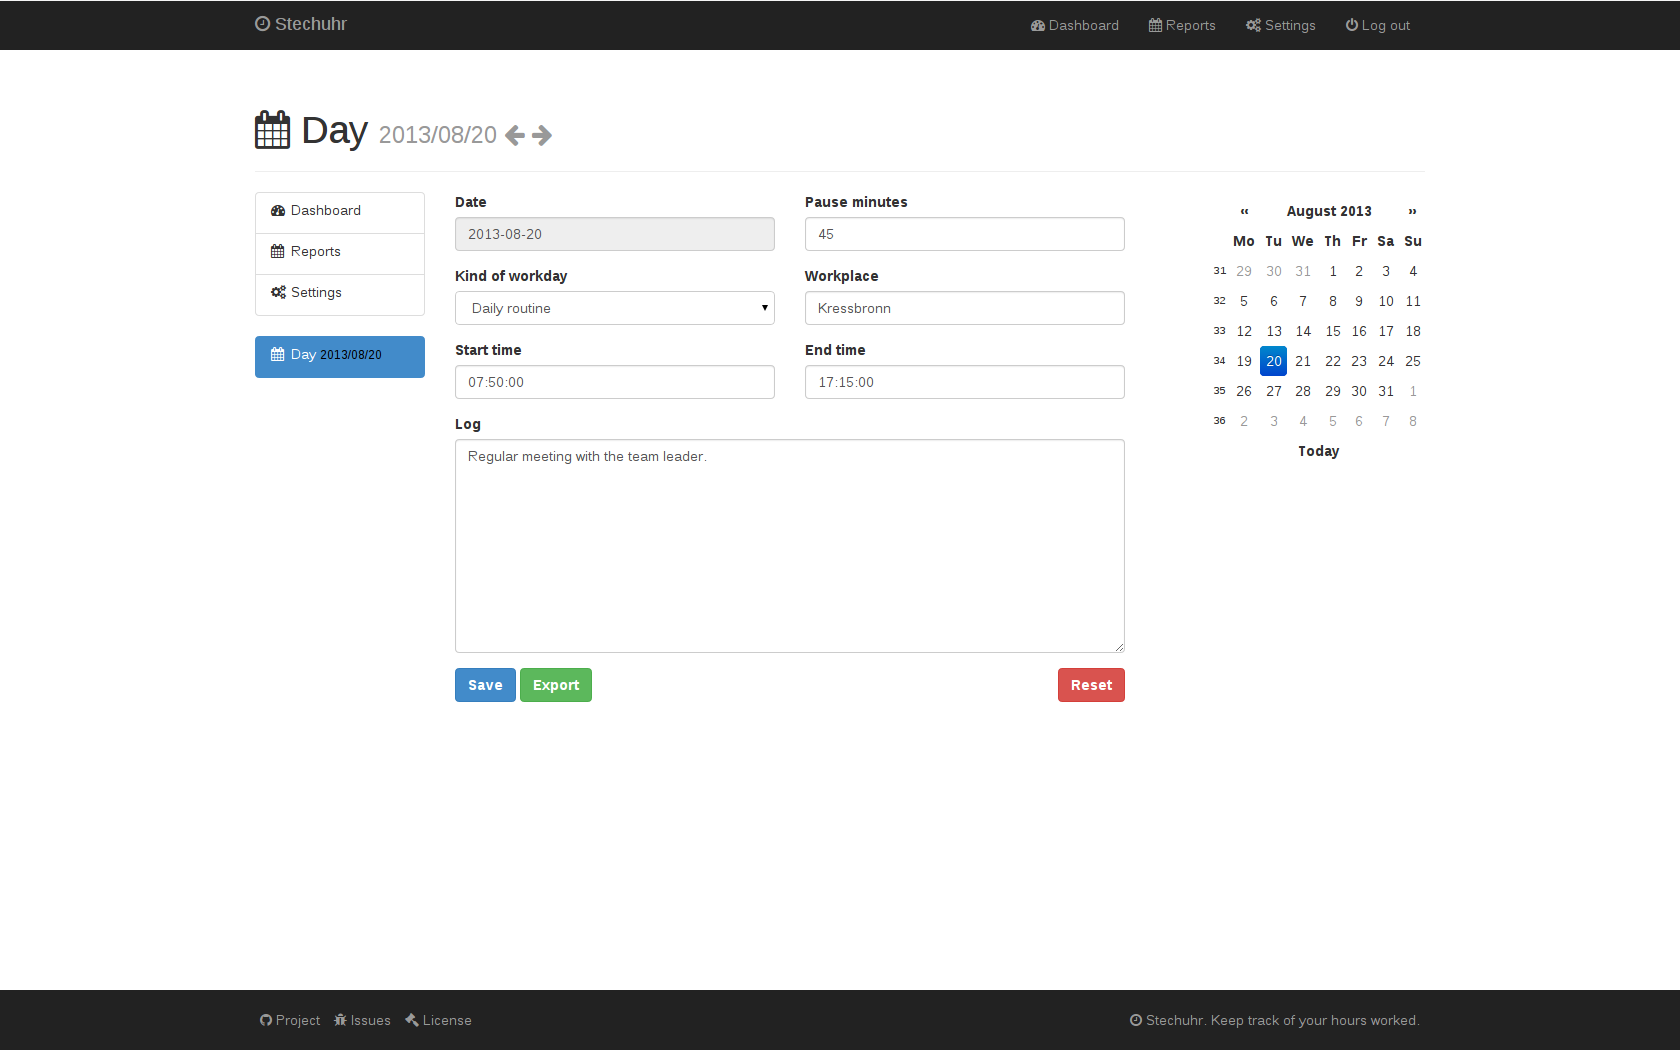 Stechuhr
Dashboard Reports Settings Log out
Day 2013/08/20
Dashboard
Reports
Settings
Day 2013/08/20
Date
2013-08-20
Pause minutes
45
Kind of workday
Daily routine
Workplace
Kressbronn
Start time
07:50:00
End time
17:15:00
Log
Regular meeting with the team leader.
Save Export Reset
« August 2013 »
Mo Tu We Th Fr Sa Su
31 29 30 31 1 2 3 4
32 5 6 7 8 9 10 11
33 12 13 14 15 16 17 18
34 19 20 21 22 23 24 25
35 26 27 28 29 30 31 1
36 2 3 4 5 6 7 8
Today
Project Issues License
Stechuhr. Keep track of your hours worked.